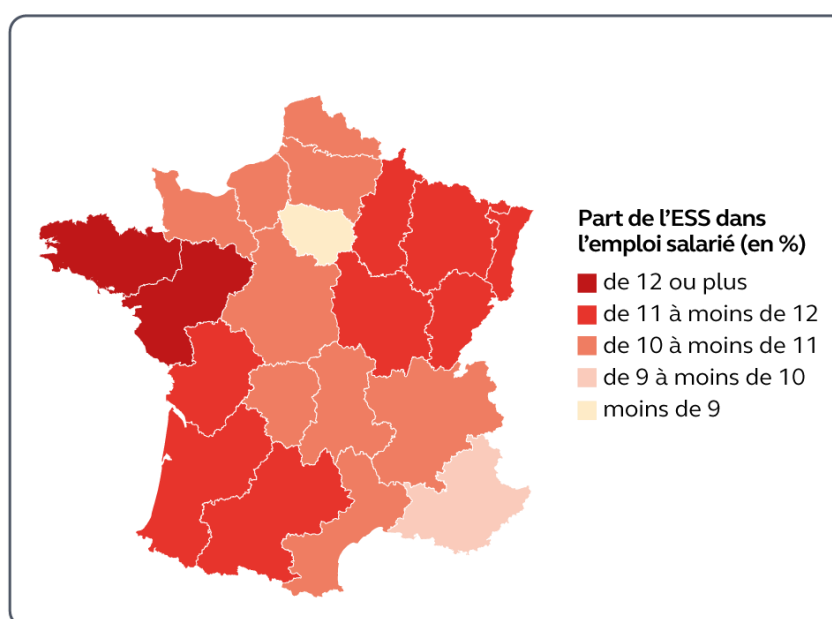 Part de l’ESS dans
l’emploi salarié (en %)
de 12 ou plus
de 11 à moins de 12
de 10 à moins de 11
de 9 à moins de 10
moins de 9